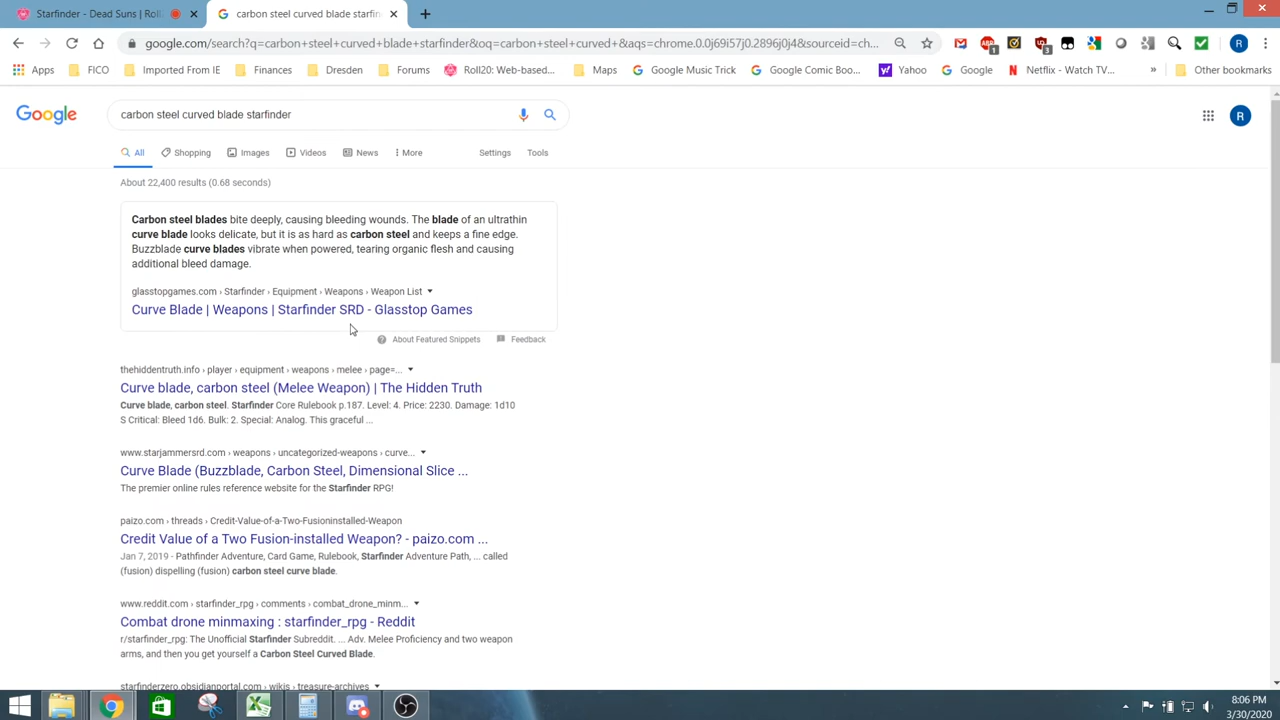 Starfinder - Dead Suns | Roll
carbon steel curved blade starfin
google.com/search?q=carbon+steel+curved+blade+starfinder&oq=carbon+steel+curved+&aqs=chrome.0.0j69i57j0.2896j0j4&sourceid=ch...
Apps
FICO
Imported From IE
Finances
Dresden
Forums
Roll20: Web-based...
Maps
Google Music Trick
Google Comic Boo...
Yahoo
Google
Netflix - Watch TV...
»
Other bookmarks
Google
carbon steel curved blade starfinder
R
All
Shopping
Images
Videos
News
More
Settings
Tools
About 22,400 results (0.68 seconds)
Carbon steel blades bite deeply, causing bleeding wounds. The blade of an ultrathin
curve blade looks delicate, but it is as hard as carbon steel and keeps a fine edge.
Buzzblade curve blades vibrate when powered, tearing organic flesh and causing
additional bleed damage.
glasstopgames.com › Starfinder › Equipment › Weapons › Weapon List
Curve Blade | Weapons | Starfinder SRD - Glasstop Games
About Featured Snippets
Feedback
thehiddentruth.info › player › equipment › weapons › melee › page=...
Curve blade, carbon steel (Melee Weapon) | The Hidden Truth
Curve blade, carbon steel. Starfinder Core Rulebook p.187. Level: 4. Price: 2230. Damage: 1d10
S Critical: Bleed 1d6. Bulk: 2. Special: Analog. This graceful ...
www.starjammersrd.com › weapons › uncategorized-weapons › curve...
Curve Blade (Buzzblade, Carbon Steel, Dimensional Slice ...
The premier online rules reference website for the Starfinder RPG!
paizo.com › threads › Credit-Value-of-a-Two-Fusioninstalled-Weapon
Credit Value of a Two Fusion-installed Weapon? - paizo.com ...
Jan 7, 2019 - Pathfinder Adventure, Card Game, Rulebook, Starfinder Adventure Path, ... called
(fusion) dispelling (fusion) carbon steel curve blade.
www.reddit.com › starfinder_rpg › comments › combat_drone_minm...
Combat drone minmaxing : starfinder_rpg - Reddit
r/starfinder_rpg: The Unofficial Starfinder Subreddit. ... Adv. Melee Proficiency and two weapon
arms, and then you get yourself a Carbon Steel Curved Blade.
starfinderzero.obsidianportal.com › wikis › treasure-archives
8:06 PM
3/30/2020